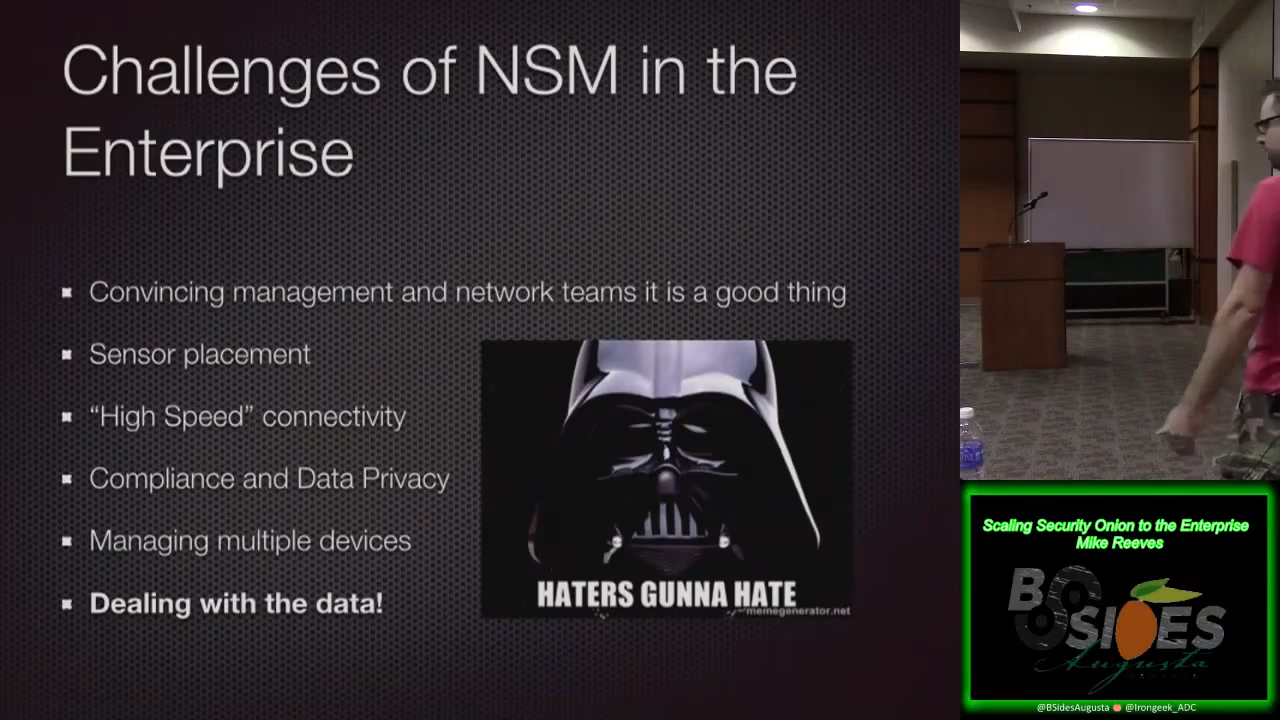 Challenges of NSM in the
Enterprise
Convincing management and network teams it is a good thing
Sensor placement
“High Speed” connectivity
Compliance and Data Privacy
Managing multiple devices
Dealing with the data!
HATERS GUNNA HATE
memegenerator.net
Scaling Security Onion to the Enterprise
Mike Reeves
BSIDES
Augusta
@BSidesAugusta @Irongeek_ADC